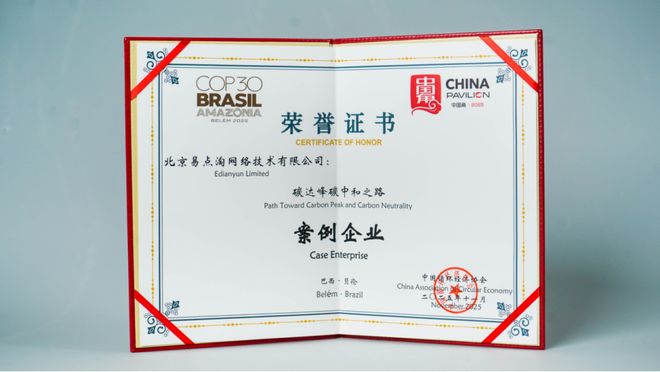 COP30
BRASIL
AMAZÔNIA
BELÉM 2025
中国角
CHINA
PAVILION
中国角 2025
荣誉证书
CERTIFICATE OF HONOR
北京易点淘网络技术有限公司：
Edianyun Limited
碳达峰碳中和之路
Path Toward Carbon Peak and Carbon Neutrality
案例企业
Case Enterprise
巴西·贝伦
Belém·Brazil
中国循环经济协会
China Association of Circular Economy
二〇二五年十一月
November 2025